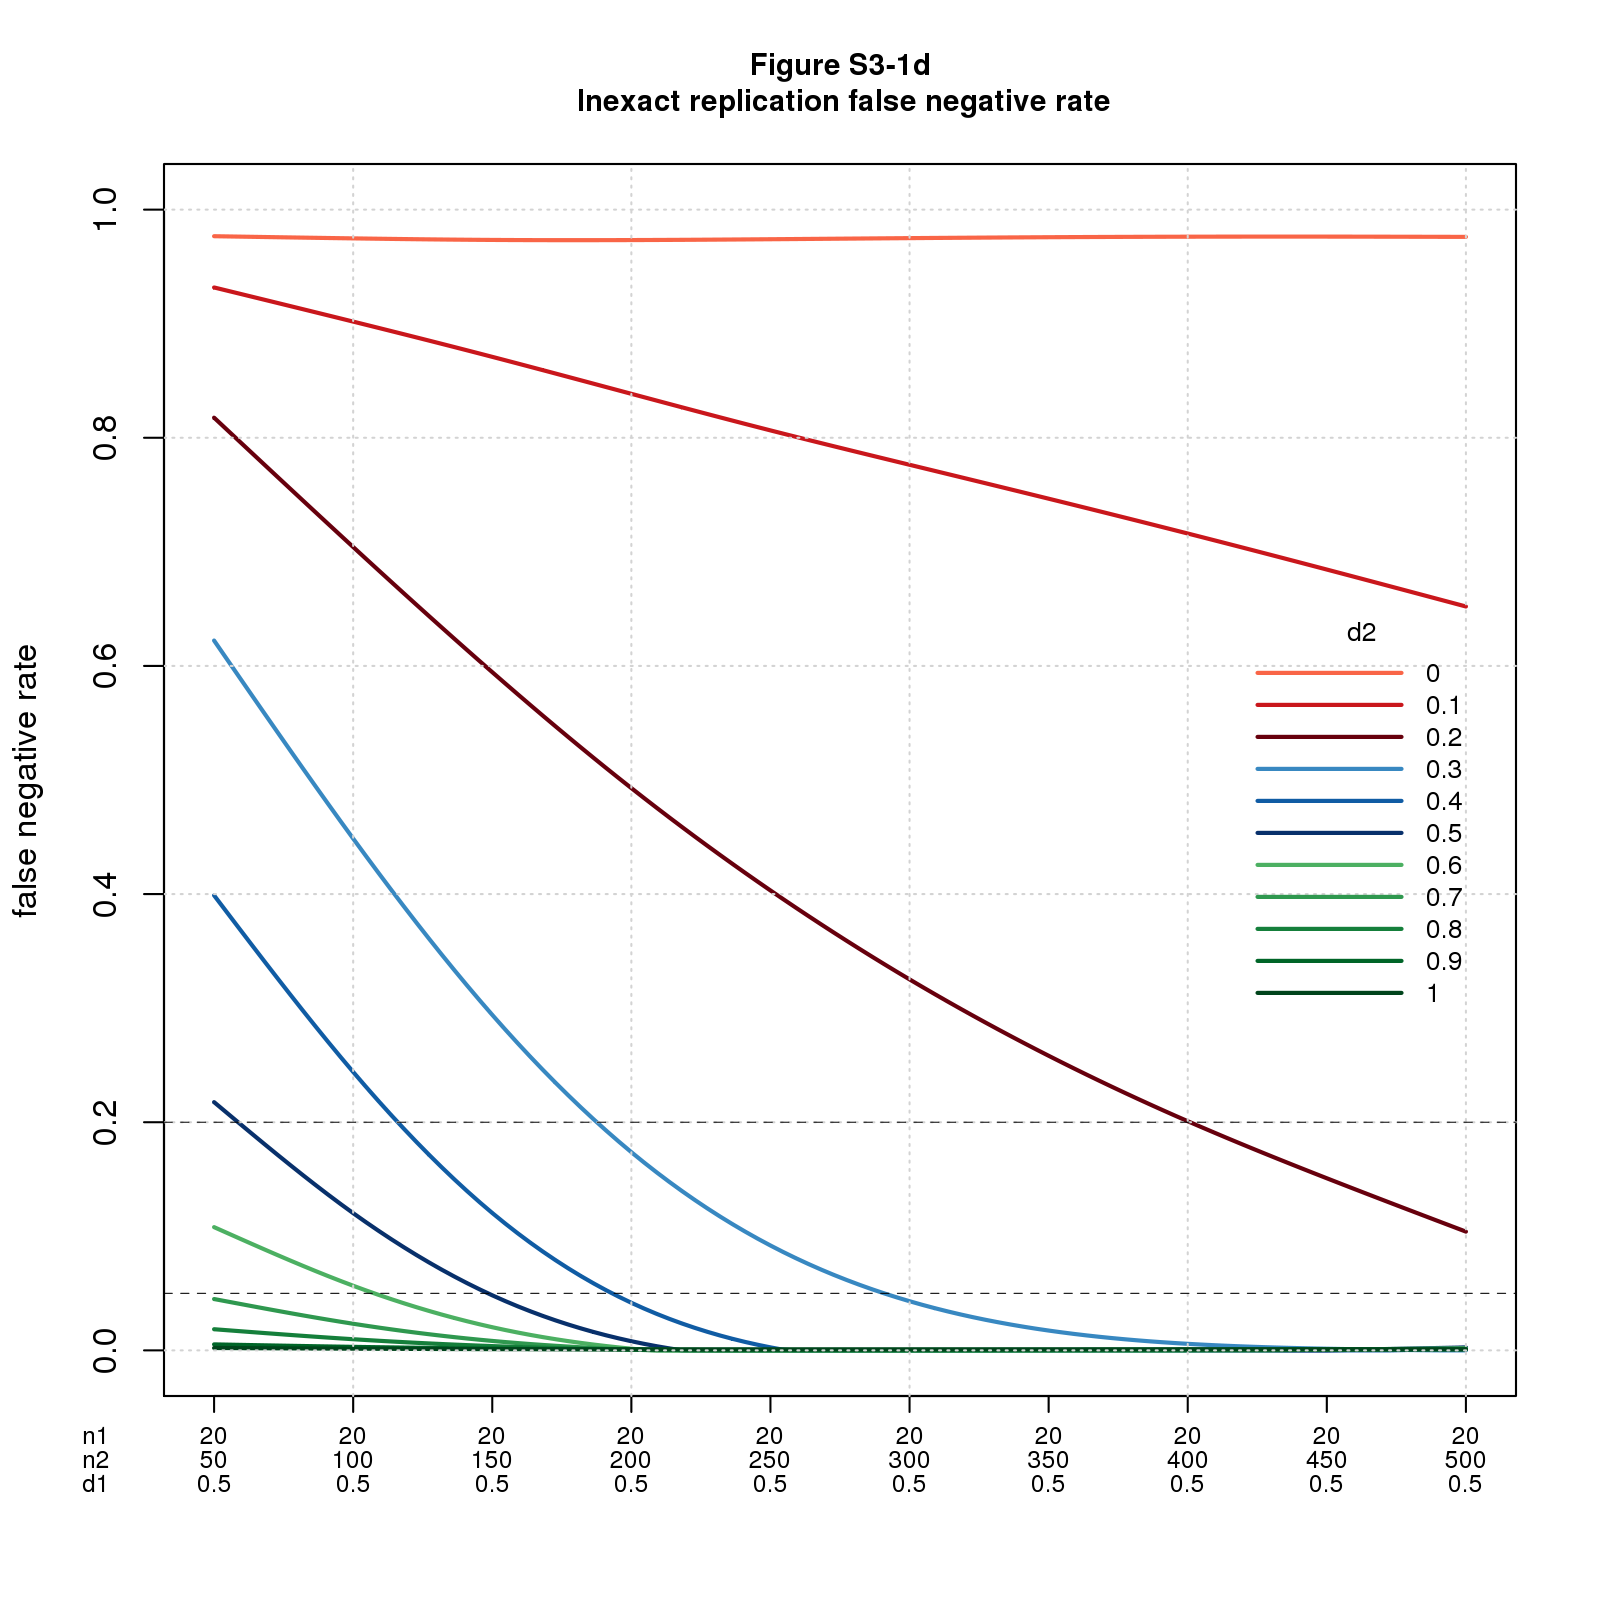 Figure S3-1d
Inexact replication false negative rate
false negative rate
1.0
0.8
0.6
0.4
0.2
0.0
d2
0
0.1
0.2
0.3
0.4
0.5
0.6
0.7
0.8
0.9
1
n1 20 20 20 20 20 20 20 20 20 20
n2 50 100 150 200 250 300 350 400 450 500
d1 0.5 0.5 0.5 0.5 0.5 0.5 0.5 0.5 0.5 0.5